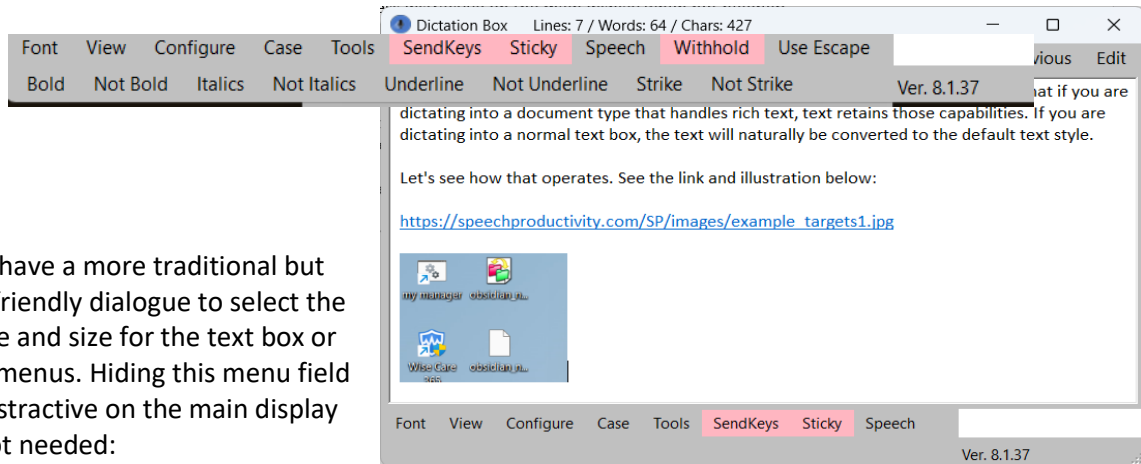 Dictation Box Lines: 7 / Words: 64 / Chars: 427
Font View Configure Case Tools SendKeys Sticky Speech Withhold Use Escape
vious Edit
Bold Not Bold Italics Not Italics Underline Not Underline Strike Not Strike Ver. 8.1.37
hat if you are
dictating into a document type that handles rich text, text retains those capabilities. If you are
dictating into a normal text box, the text will naturally be converted to the default text style.
Let's see how that operates. See the link and illustration below:
https://speechproductivity.com/SP/images/example_targets1.jpg
my manager obsidian_n...
Wise Care obsidian_n...
365
have a more traditional but
riendly dialogue to select the
e and size for the text box or
menus. Hiding this menu field
stractive on the main display
ot needed:
Font View Configure Case Tools SendKeys Sticky Speech
Ver. 8.1.37